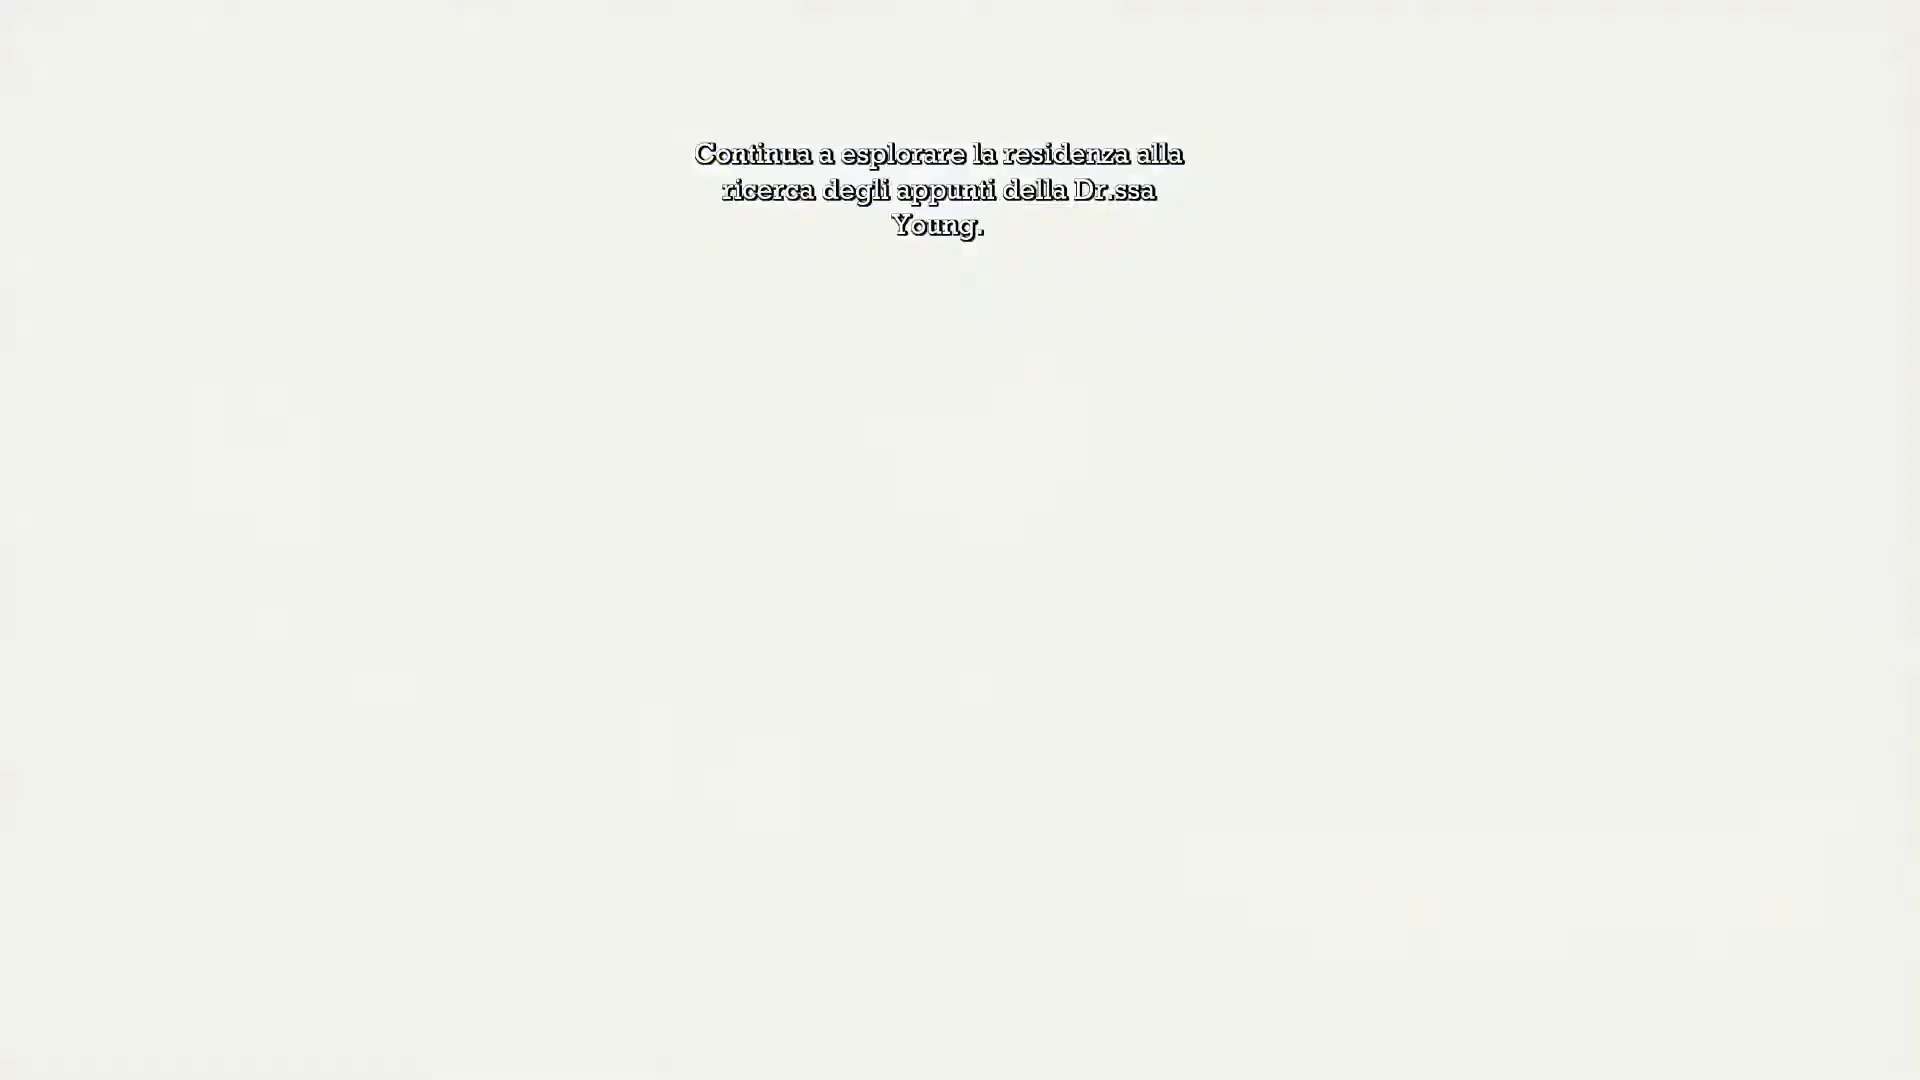 Continua a esplorare la residenza alla
ricerca degli appunti della Dr.ssa
Young.